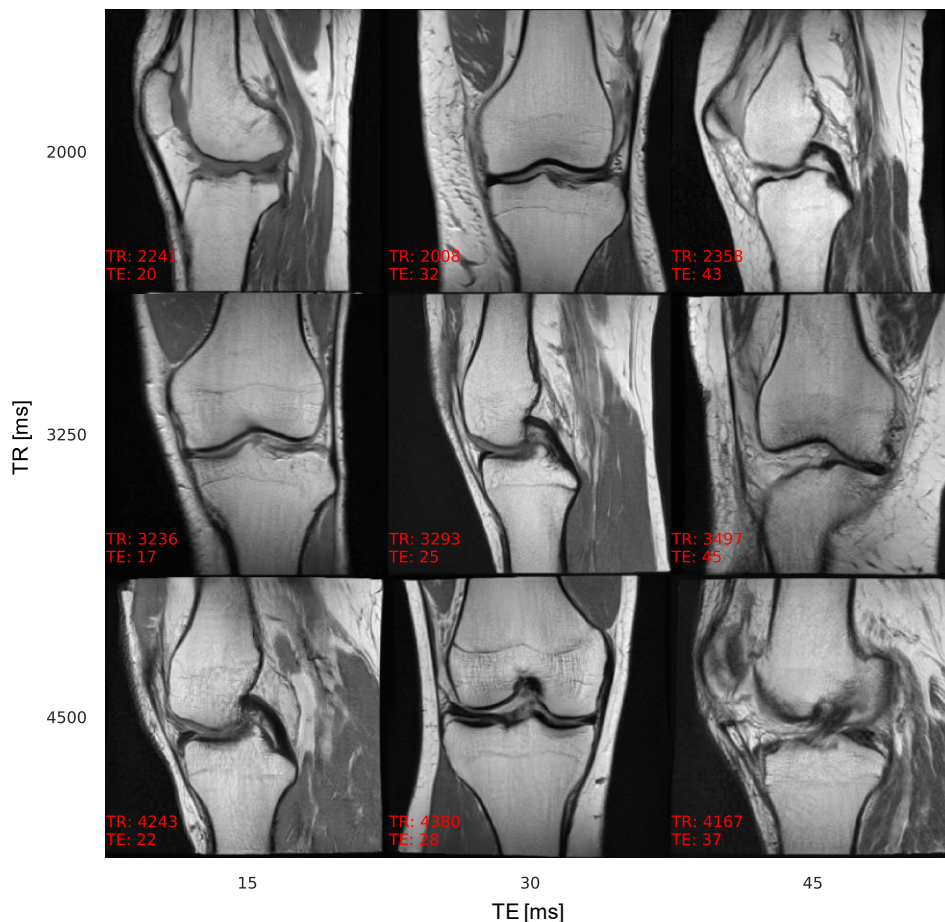 2000
TR: 2241
TE: 20
TR: 2008
TE: 32
TR: 2358
TE: 43
TR [ms]
3250
TR: 3236
TE: 17
TR: 3293
TE: 25
TR: 3497
TE: 45
4500
TR: 4243
TE: 22
TR: 4380
TE: 28
TR: 4167
TE: 37
15
30
45
TE [ms]